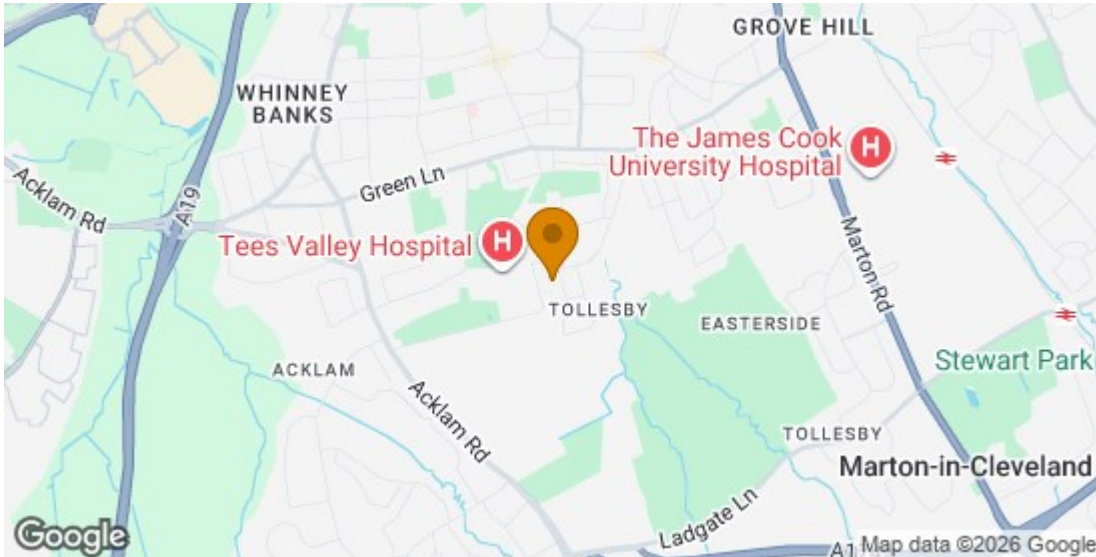 GROVE HILL
WHINNEY
BANKS
The James Cook
University Hospital
H
Acklam Rd
A19
Green Ln
Tees Valley Hospital
H
Marton Rd
TOLLESBY
EASTERSIDE
Stewart Park
ACKLAM
Acklam Rd
TOLLESBY
Marton-in-Cleveland
Ladgate Ln
Google
Map data ©2026 Google